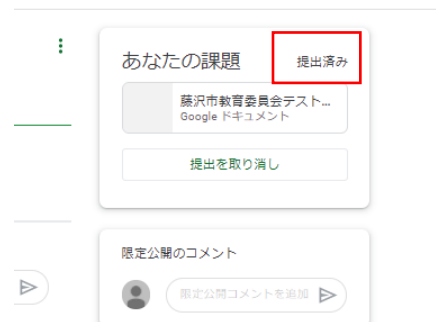 あなたの課題
提出済み
藤沢市教育委員会テスト...
Google ドキュメント
提出を取り消し
限定公開のコメント
限定公開コメントを追加